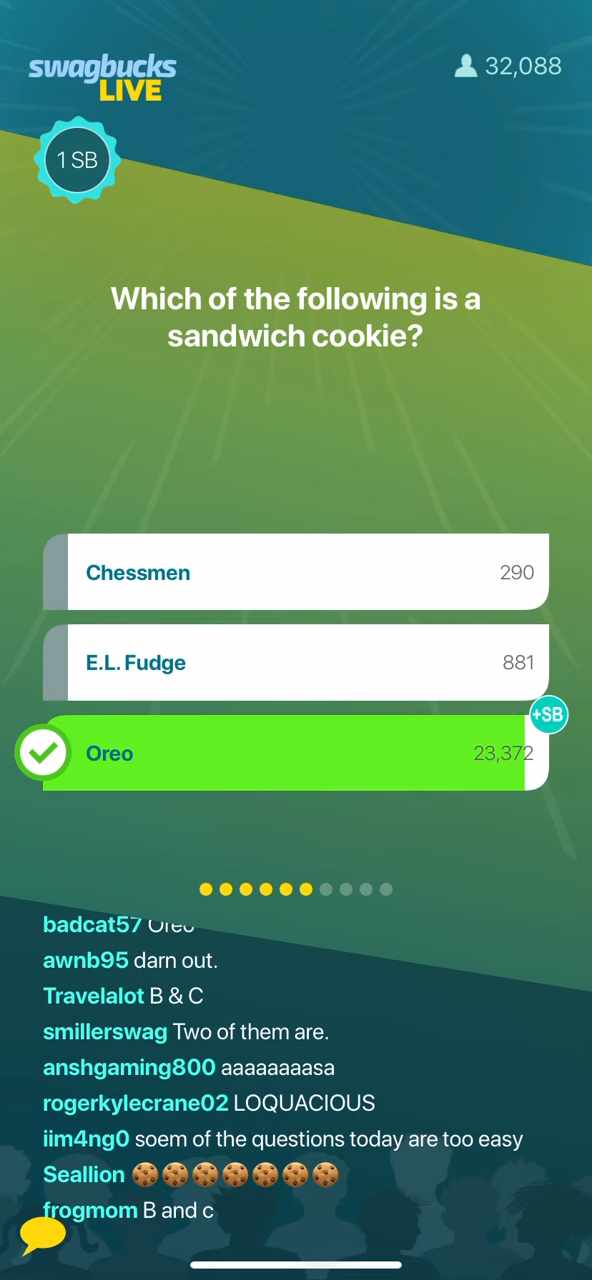 swagbucks
LIVE
32,088
1 SB
Which of the following is a
sandwich cookie?
Chessmen 290
E.L. Fudge 881
+SB
Oreo 23,372
badcat57 Oreo
awnb95 darn out.
Travelalot B & C
smillerswag Two of them are.
anshgaming800 aaaaaaaasa
rogerkylecrane02 LOQUACIOUS
iim4ng0 soem of the questions today are too easy
Seallion 🍪🍪🍪🍪🍪🍪🍪
frogmom B and c